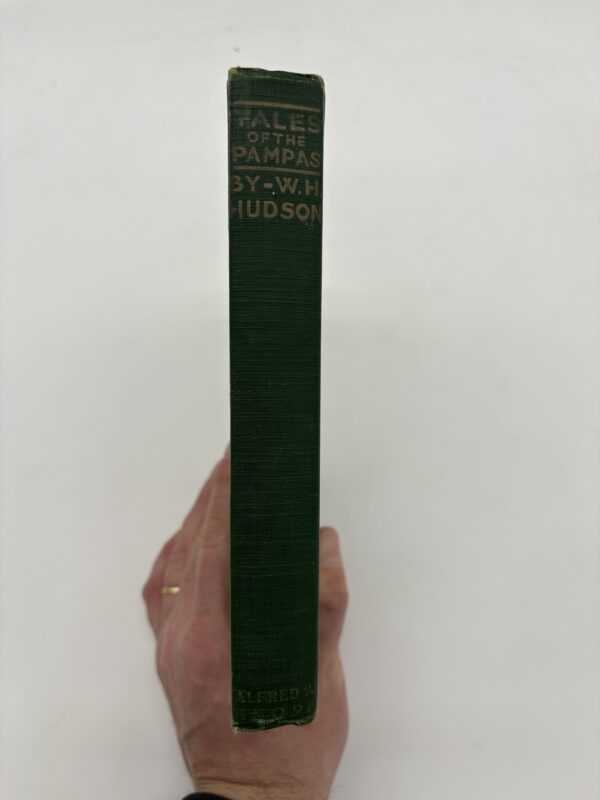 TALES
OF THE
PAMPAS
BY-W.H.
HUDSON
ALFRED A
KNOPF